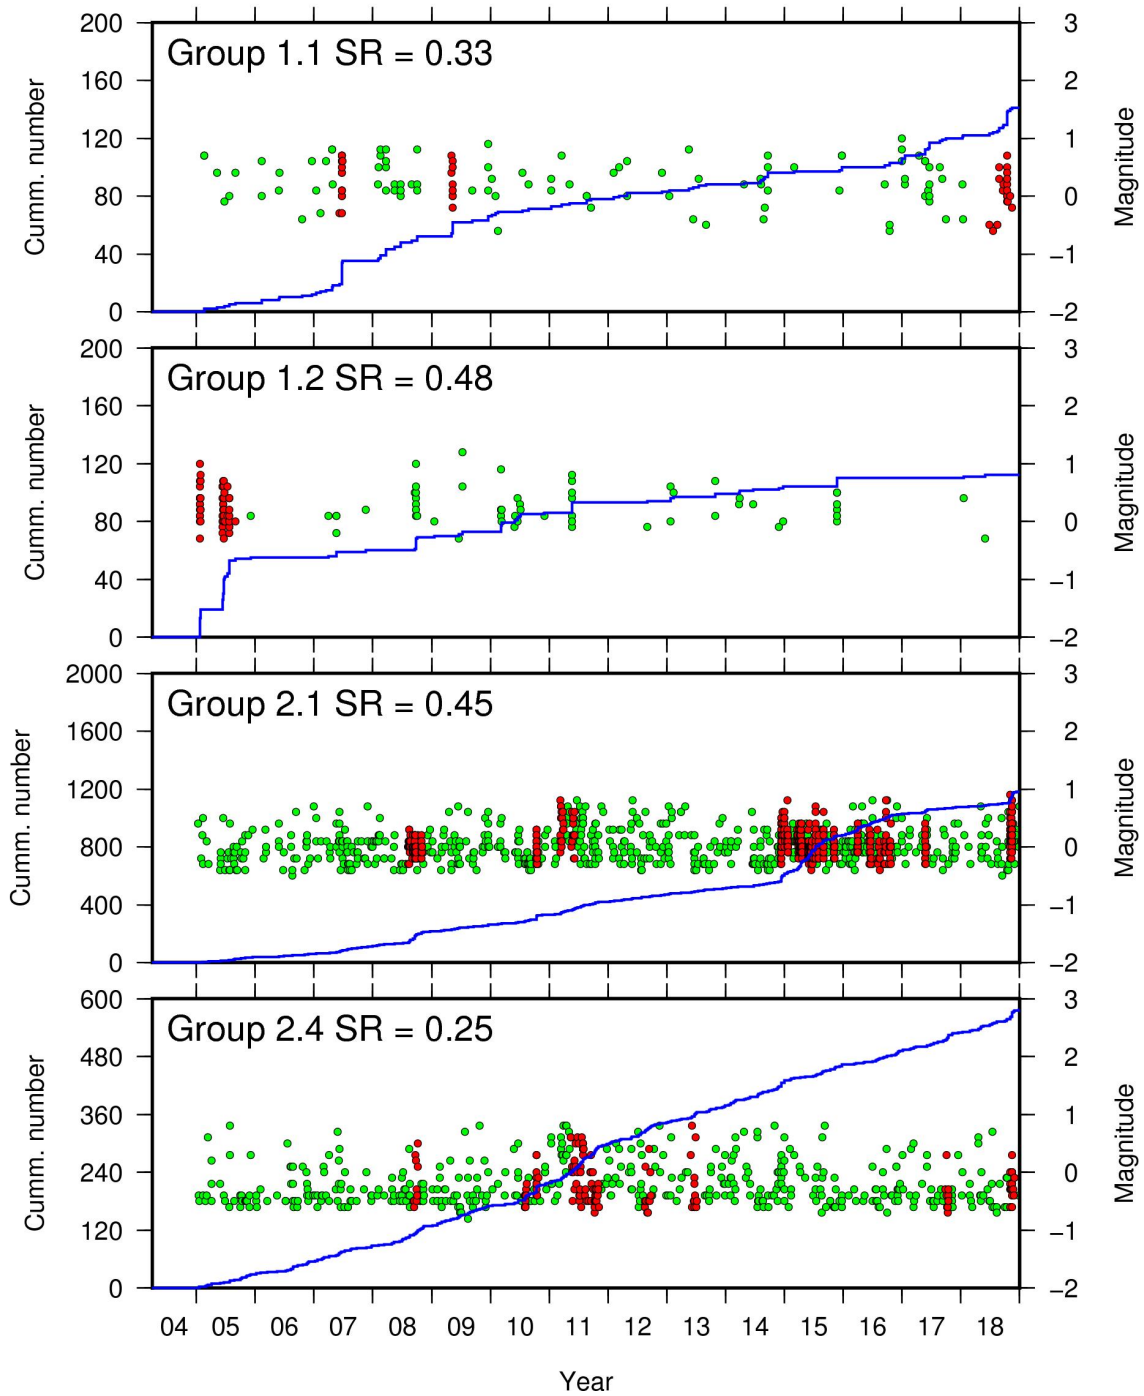 200 3
Group 1.1 SR = 0.33
160 2
120 1
Cumm. number Magnitude
80 0
40 −1
0 −2
200 3
Group 1.2 SR = 0.48
160 2
120 1
Cumm. number Magnitude
80 0
40 −1
0 −2
2000 3
Group 2.1 SR = 0.45
1600 2
1200 1
Cumm. number Magnitude
800 0
400 −1
0 −2
600 3
Group 2.4 SR = 0.25
480 2
360 1
Cumm. number Magnitude
240 0
120 −1
0 −2
04 05 06 07 08 09 10 11 12 13 14 15 16 17 18
Year